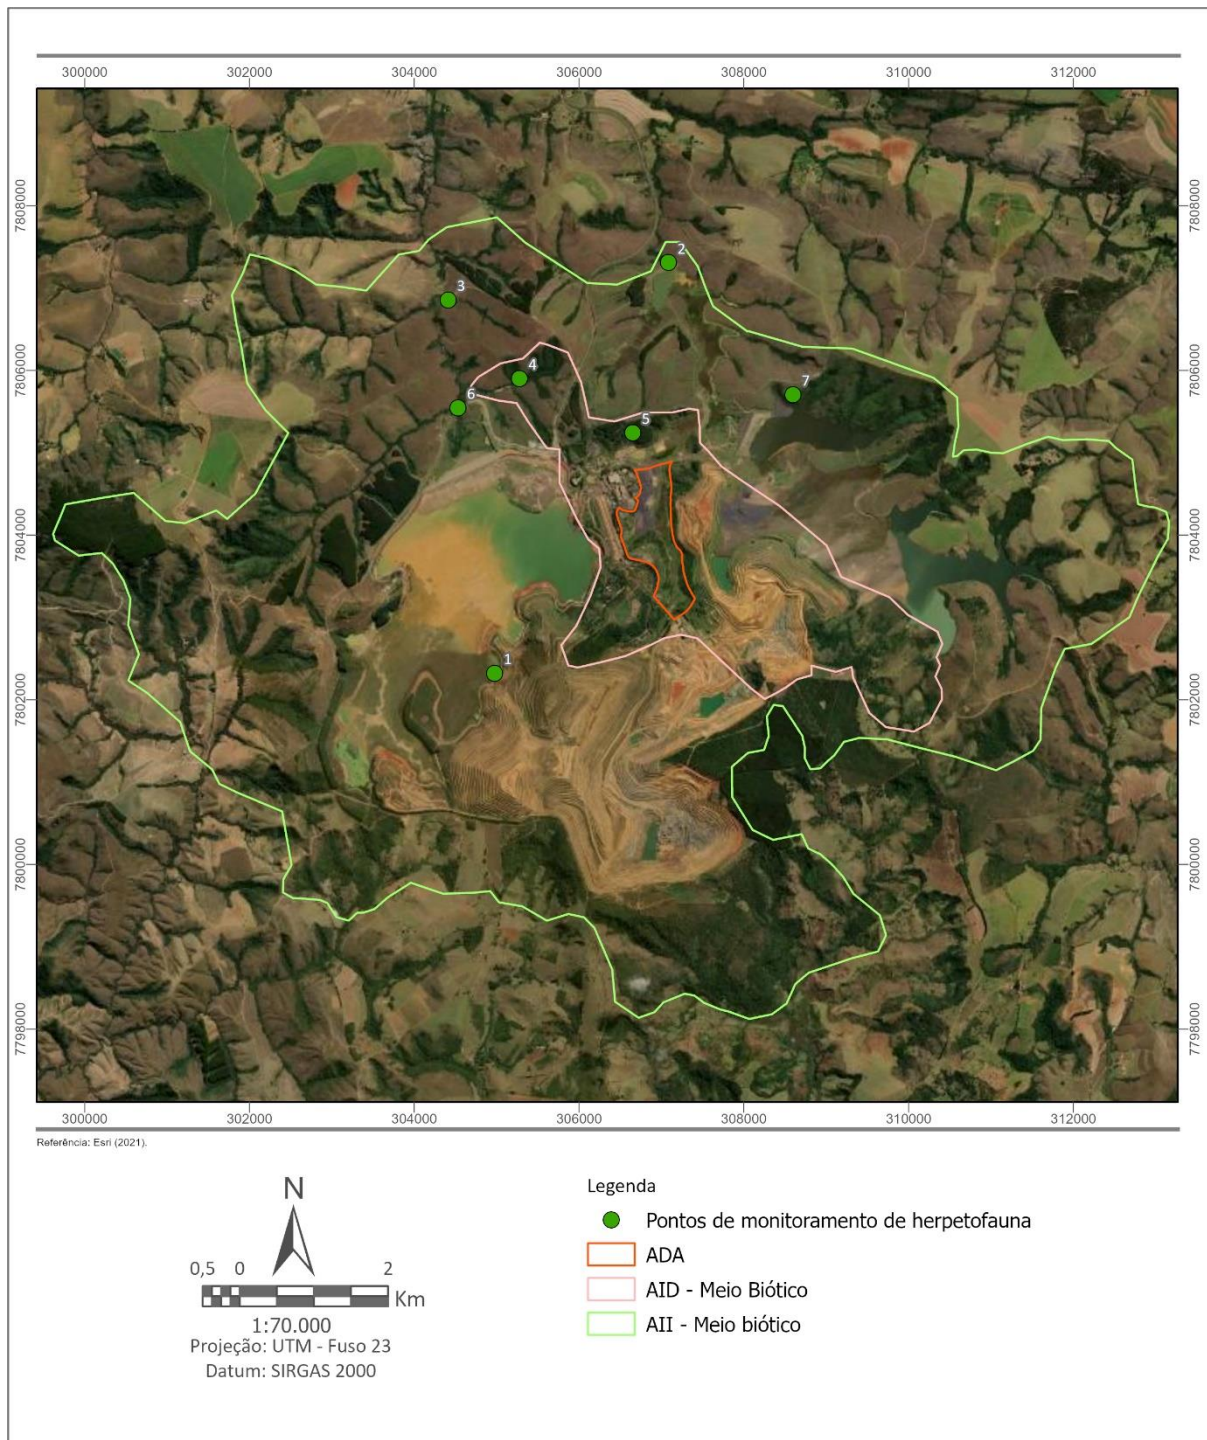 300000 302000 304000 306000 308000 310000 312000
7808000 7808000
2
3
7806000 7806000
4
7
6
5
7804000 7804000
1
7802000 7802000
7800000 7800000
7798000 7798000
300000 302000 304000 306000 308000 310000 312000
Referência: Esri (2021).
N
0,5 0 2
Km
1:70.000
Projeção: UTM - Fuso 23
Datum: SIRGAS 2000
Legenda
Pontos de monitoramento de herpetofauna
ADA
AID - Meio Biótico
AII - Meio biótico